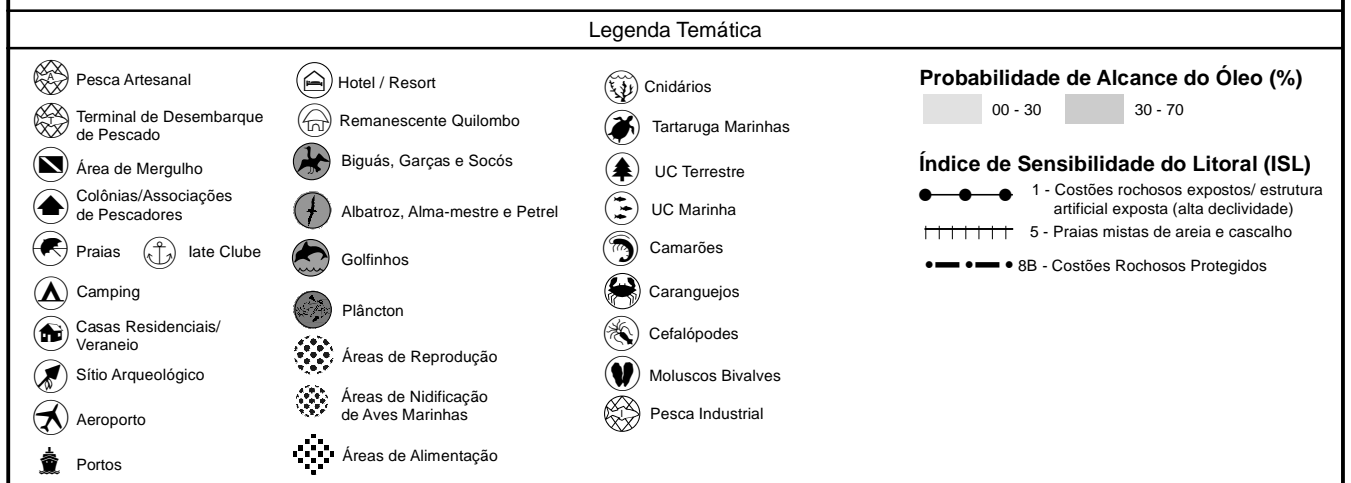 Legenda Temática
Pesca Artesanal
Terminal de Desembarque
de Pescado
Área de Mergulho
Colônias/Associações
de Pescadores
Praias
Iate Clube
Camping
Casas Residenciais/
Veraneio
Sítio Arqueológico
Aeroporto
Portos
Hotel / Resort
Remanescente Quilombo
Biguás, Garças e Socós
Albatroz, Alma-mestre e Petrel
Golfinhos
Plâncton
Áreas de Reprodução
Áreas de Nidificação
de Aves Marinhas
Áreas de Alimentação
Cnidários
Tartaruga Marinhas
UC Terrestre
UC Marinha
Camarões
Caranguejos
Cefalópodes
Moluscos Bivalves
Pesca Industrial
Probabilidade de Alcance do Óleo (%)
00 - 30
30 - 70
Índice de Sensibilidade do Litoral (ISL)
1 - Costões rochosos expostos/ estrutura
artificial exposta (alta declividade)
5 - Praias mistas de areia e cascalho
8B - Costões Rochosos Protegidos